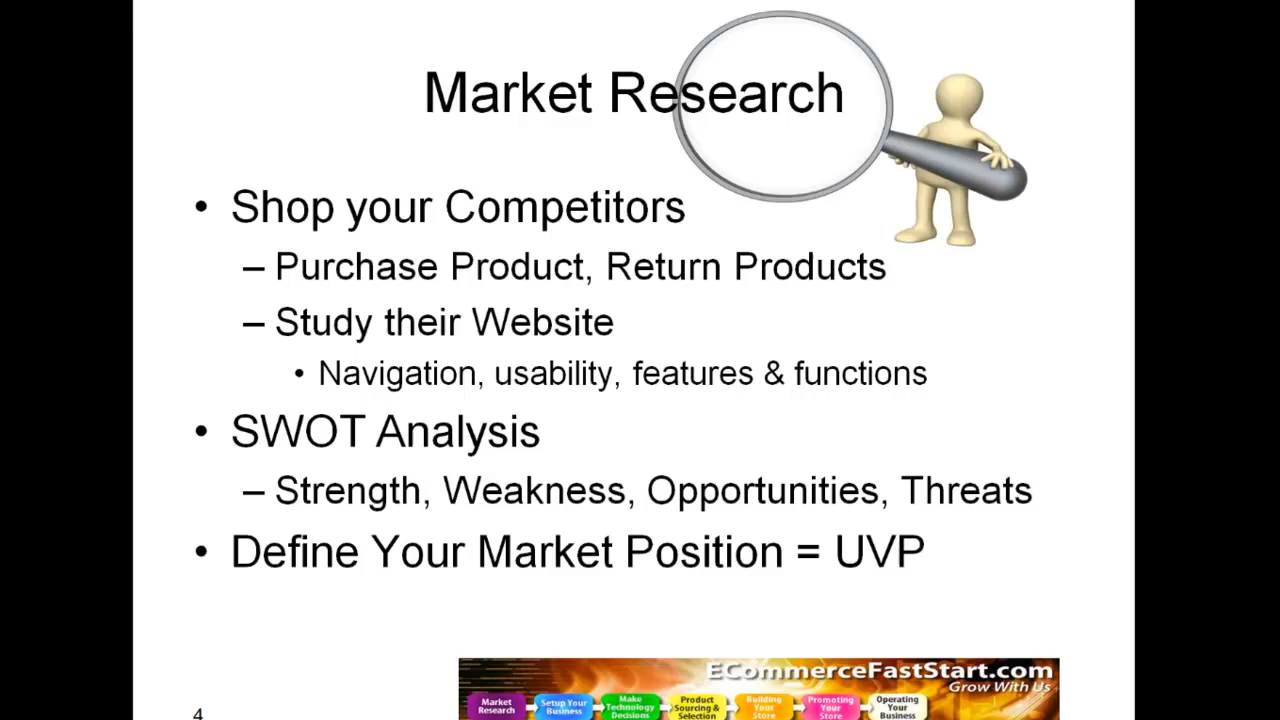 Market Research
• Shop your Competitors
– Purchase Product, Return Products
– Study their Website
• Navigation, usability, features & functions
• SWOT Analysis
– Strength, Weakness, Opportunities, Threats
• Define Your Market Position = UVP
ECommerceFastStart.com
Grow With Us
Market
Research
Setup Your
Business
Make
Technology
Decisions
Product
Sourcing &
Selection
Building
Your
Store
Promoting
Your
Store
Operating
Your
Business
4